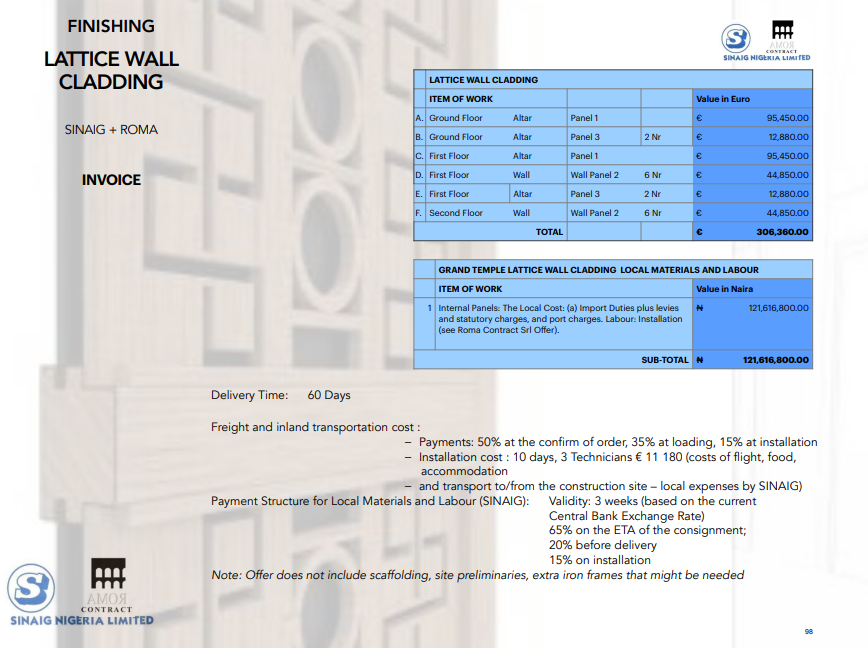 FINISHING
LATTICE WALL
CLADDING
SINAIG + ROMA
INVOICE
ROMA
CONTRACT
SINAIG NIGERIA LIMITED
LATTICE WALL CLADDING
ITEM OF WORK Value in Euro
A. Ground Floor Altar Panel 1 € 95,450.00
B. Ground Floor Altar Panel 3 2 Nr € 12,880.00
C. First Floor Altar Panel 1 € 95,450.00
D. First Floor Wall Wall Panel 2 6 Nr € 44,850.00
E. First Floor Altar Panel 3 2 Nr € 12,880.00
F. Second Floor Wall Wall Panel 2 6 Nr € 44,850.00
TOTAL € 306,360.00
GRAND TEMPLE LATTICE WALL CLADDING LOCAL MATERIALS AND LABOUR
ITEM OF WORK Value in Naira
1 Internal Panels: The Local Cost: (a) Import Duties plus levies ₦ 121,616,800.00
and statutory charges, and port charges. Labour: Installation
(see Roma Contract Srl Offer).
SUB-TOTAL ₦ 121,616,800.00
Delivery Time: 60 Days
Freight and inland transportation cost :
– Payments: 50% at the confirm of order, 35% at loading, 15% at installation
– Installation cost : 10 days, 3 Technicians € 11 180 (costs of flight, food,
accommodation
– and transport to/from the construction site – local expenses by SINAIG)
Payment Structure for Local Materials and Labour (SINAIG): Validity: 3 weeks (based on the current
Central Bank Exchange Rate)
65% on the ETA of the consignment;
20% before delivery
15% on installation
Note: Offer does not include scaffolding, site preliminaries, extra iron frames that might be needed
ROMA
CONTRACT
SINAIG NIGERIA LIMITED
98